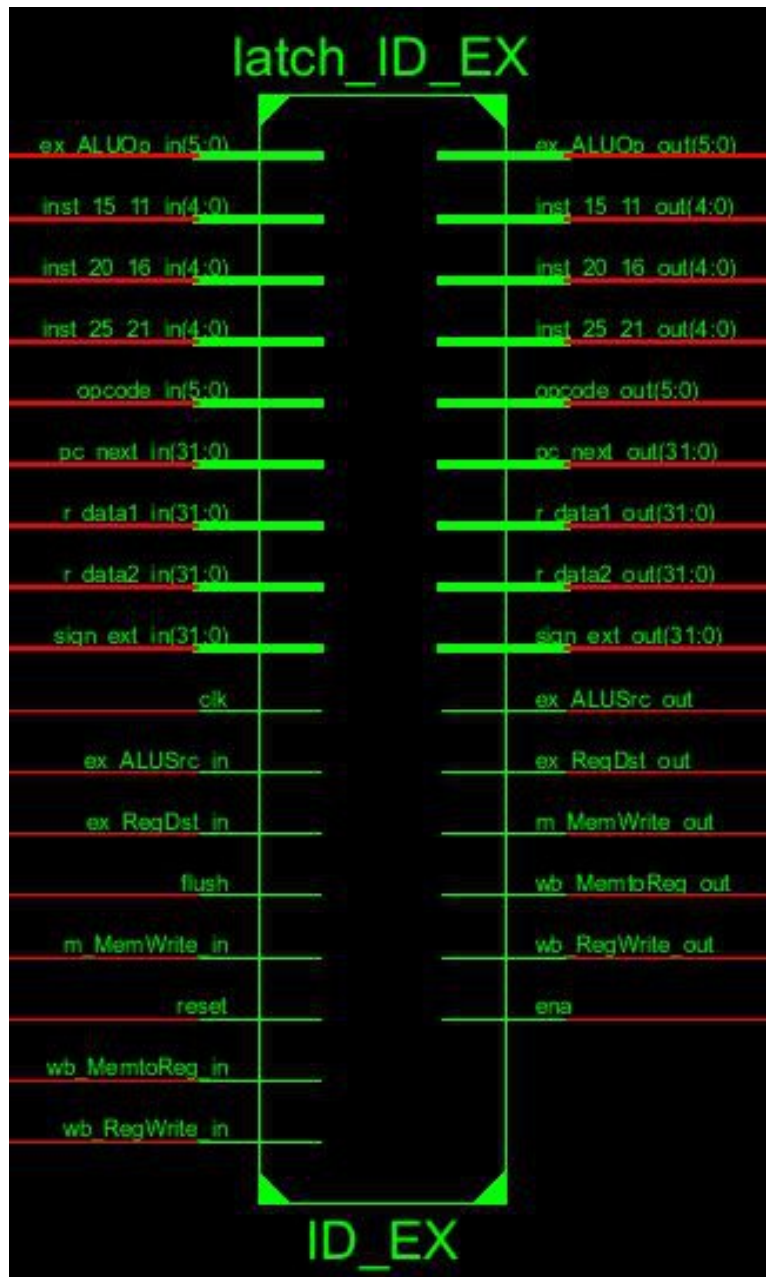 latch_ID_EX
ex_ALUOp_in(5:0) ex_ALUOp_out(5:0)
inst_15_11_in(4:0) inst_15_11_out(4:0)
inst_20_16_in(4:0) inst_20_16_out(4:0)
inst_25_21_in(4:0) inst_25_21_out(4:0)
opcode_in(5:0) opcode_out(5:0)
pc_next_in(31:0) pc_next_out(31:0)
r_data1_in(31:0) r_data1_out(31:0)
r_data2_in(31:0) r_data2_out(31:0)
sign_ext_in(31:0) sign_ext_out(31:0)
clk ex_ALUSrc_out
ex_ALUSrc_in ex_RegDst_out
ex_RegDst_in m_MemWrite_out
flush wb_MemtoReg_out
m_MemWrite_in wb_RegWrite_out
reset ena
wb_MemtoReg_in
wb_RegWrite_in
ID_EX